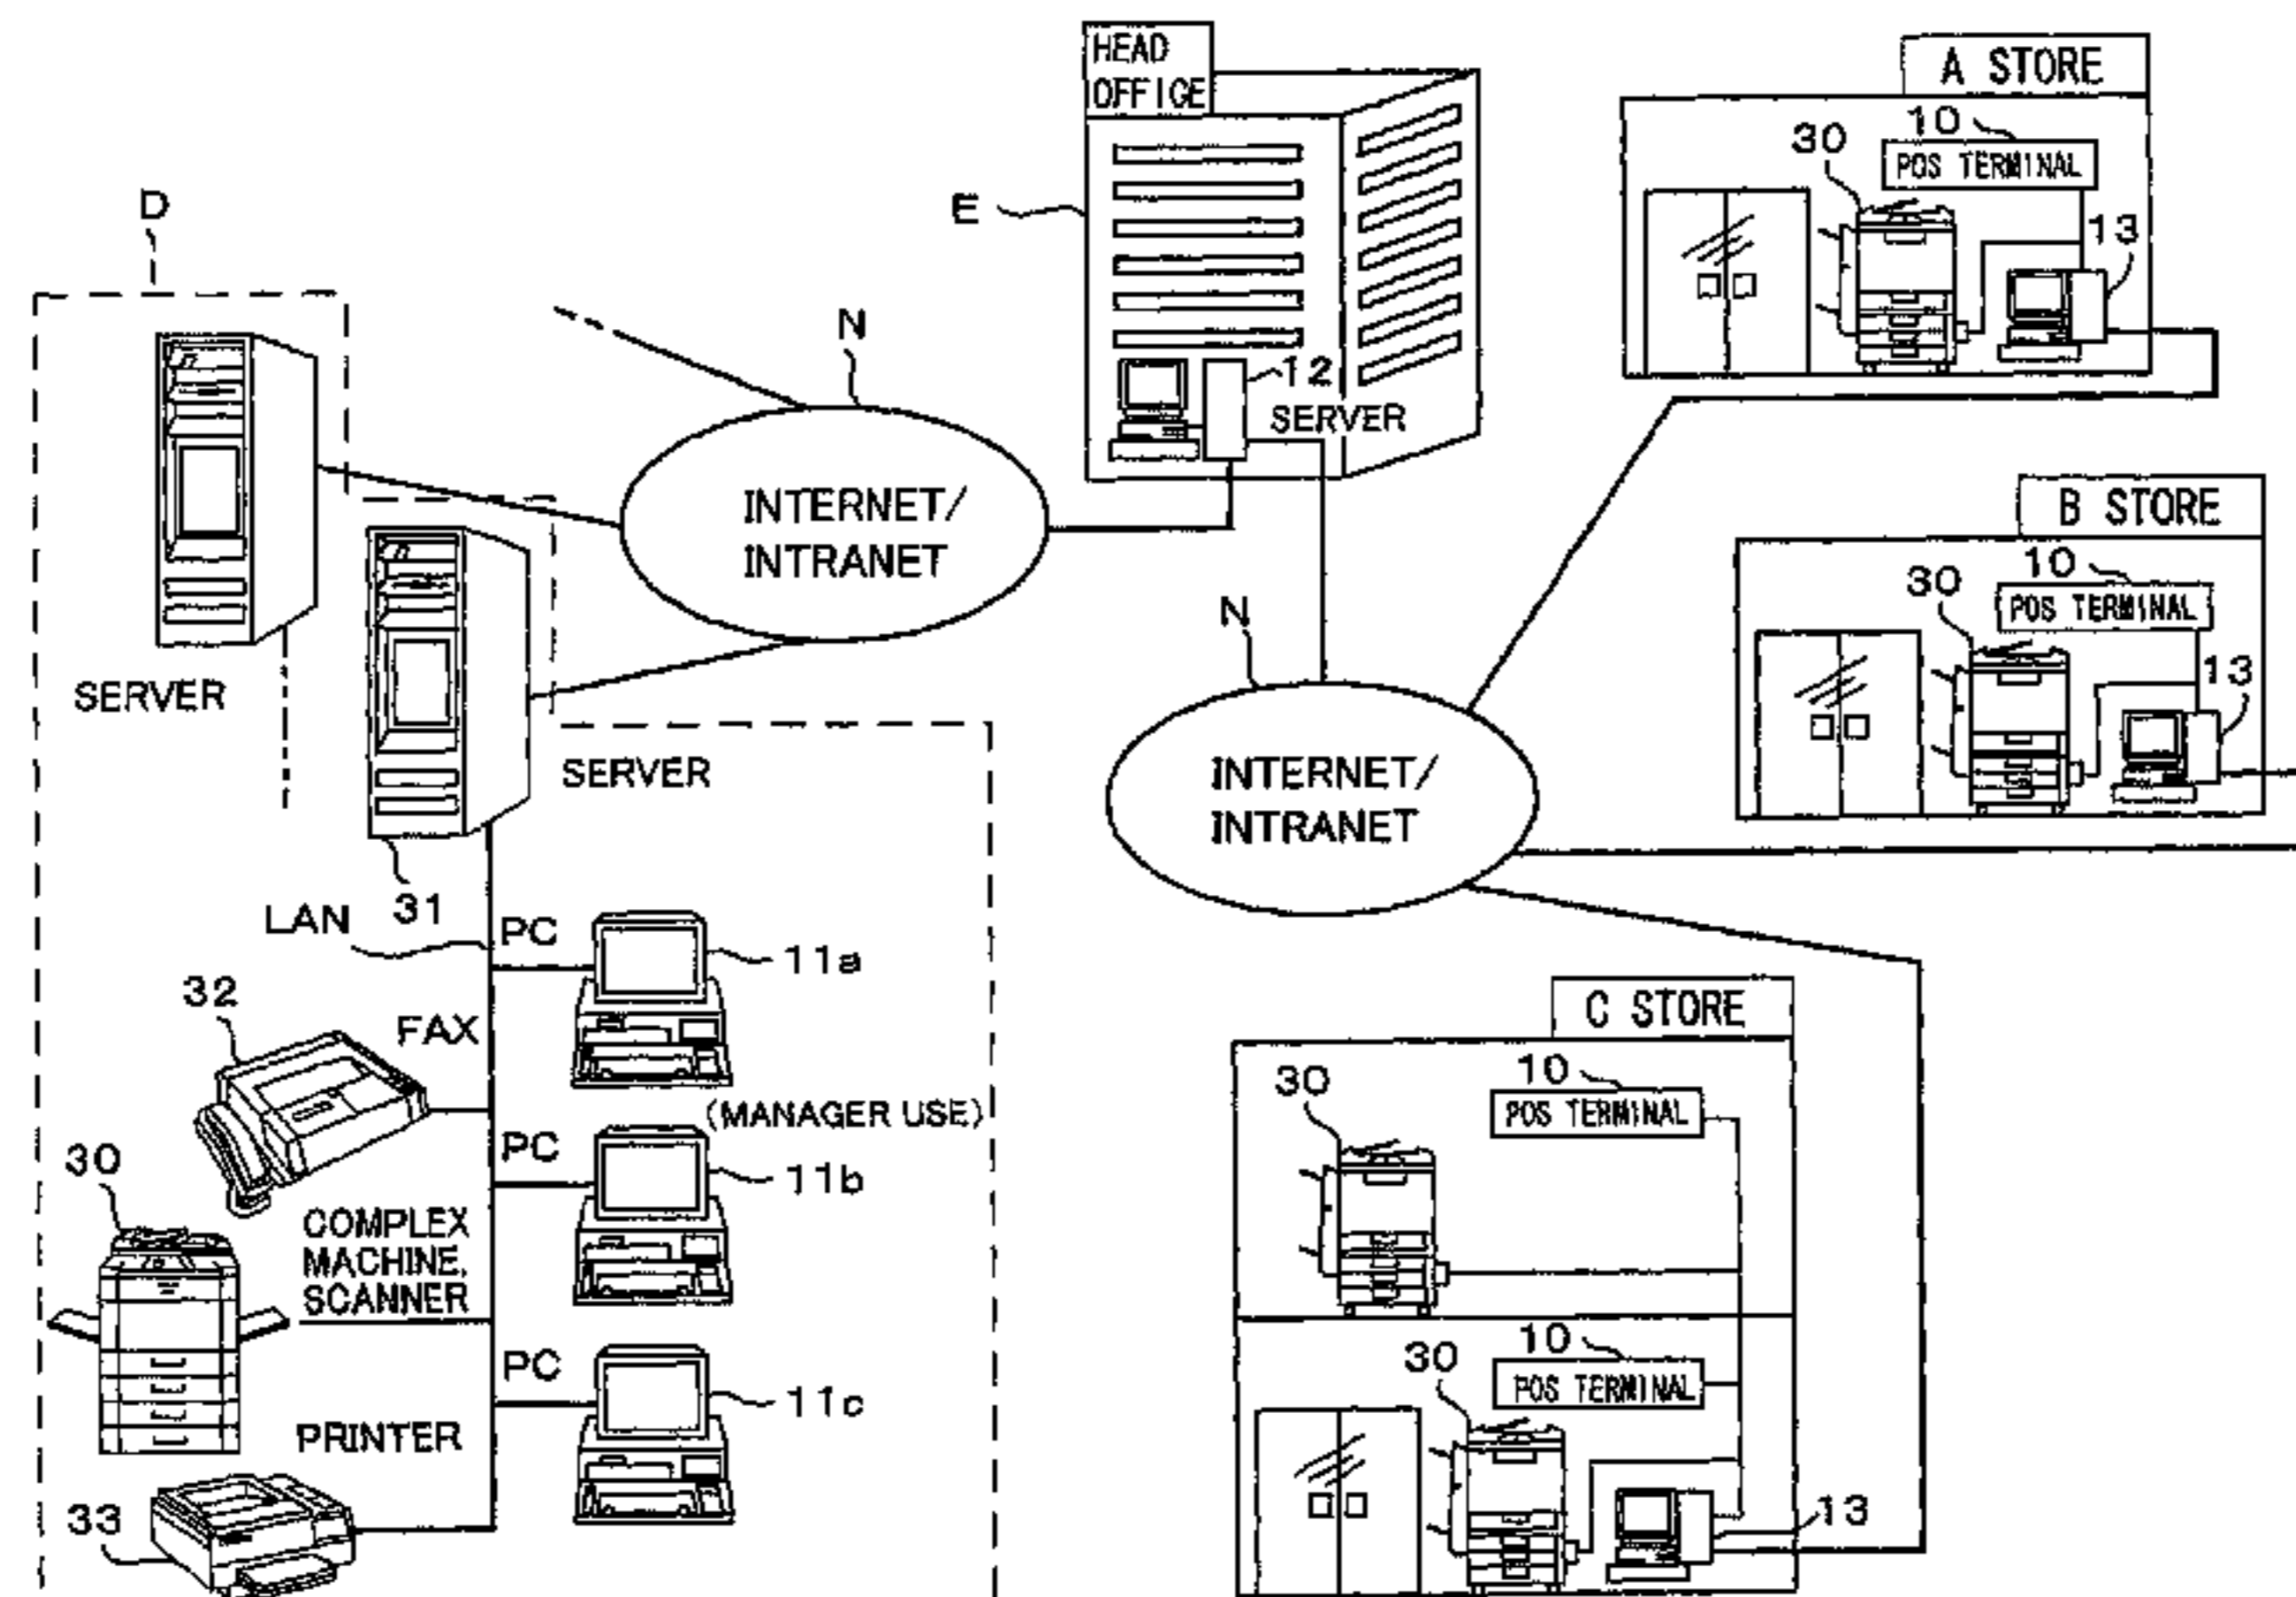 HEAD
OFFICE
E
12
SERVER
D
SERVER
N
INTERNET/
INTRANET
SERVER
31
LAN
PC
11a
32
FAX
(MANAGER USE)
PC
11b
30
COMPLEX
MACHINE,
SCANNER
PC
11c
PRINTER
33
N
INTERNET/
INTRANET
A STORE
10
30
POS TERMINAL
13
B STORE
10
30
POS TERMINAL
13
C STORE
10
30
POS TERMINAL
10
30
POS TERMINAL
13